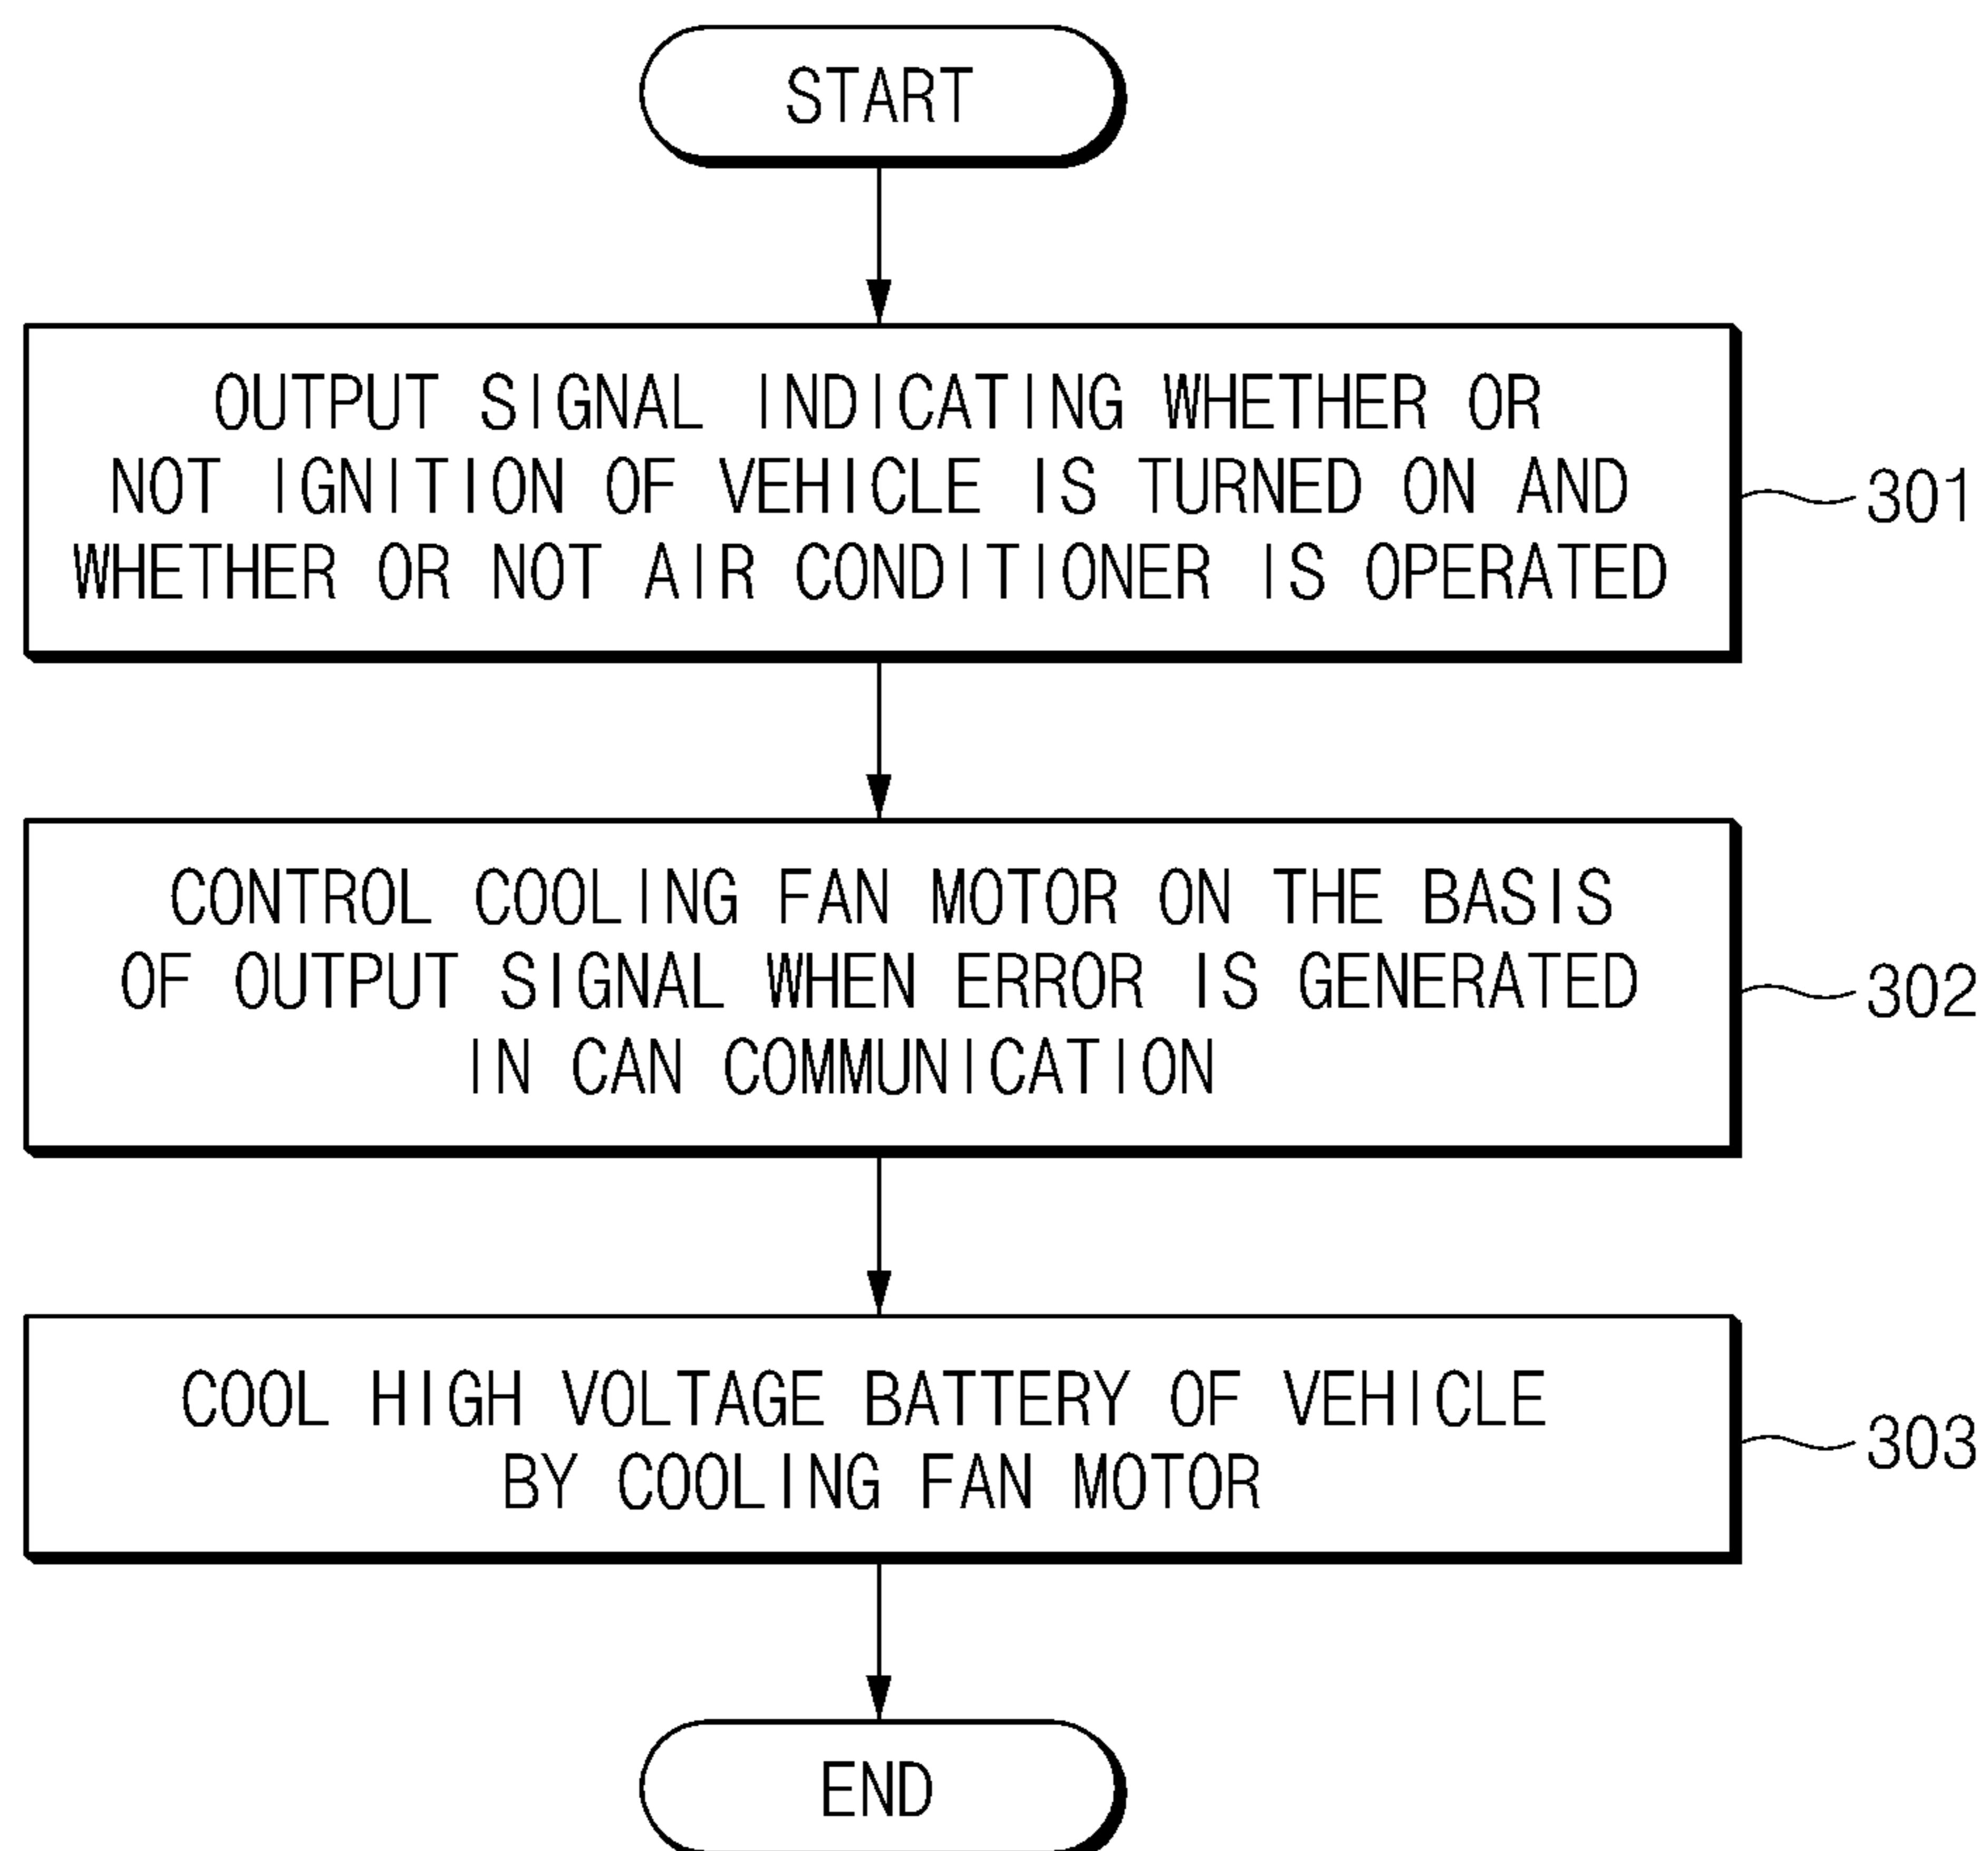 START
OUTPUT SIGNAL INDICATING WHETHER OR
NOT IGNITION OF VEHICLE IS TURNED ON AND
WHETHER OR NOT AIR CONDITIONER IS OPERATED
301
CONTROL COOLING FAN MOTOR ON THE BASIS
OF OUTPUT SIGNAL WHEN ERROR IS GENERATED
IN CAN COMMUNICATION
302
COOL HIGH VOLTAGE BATTERY OF VEHICLE
BY COOLING FAN MOTOR
303
END